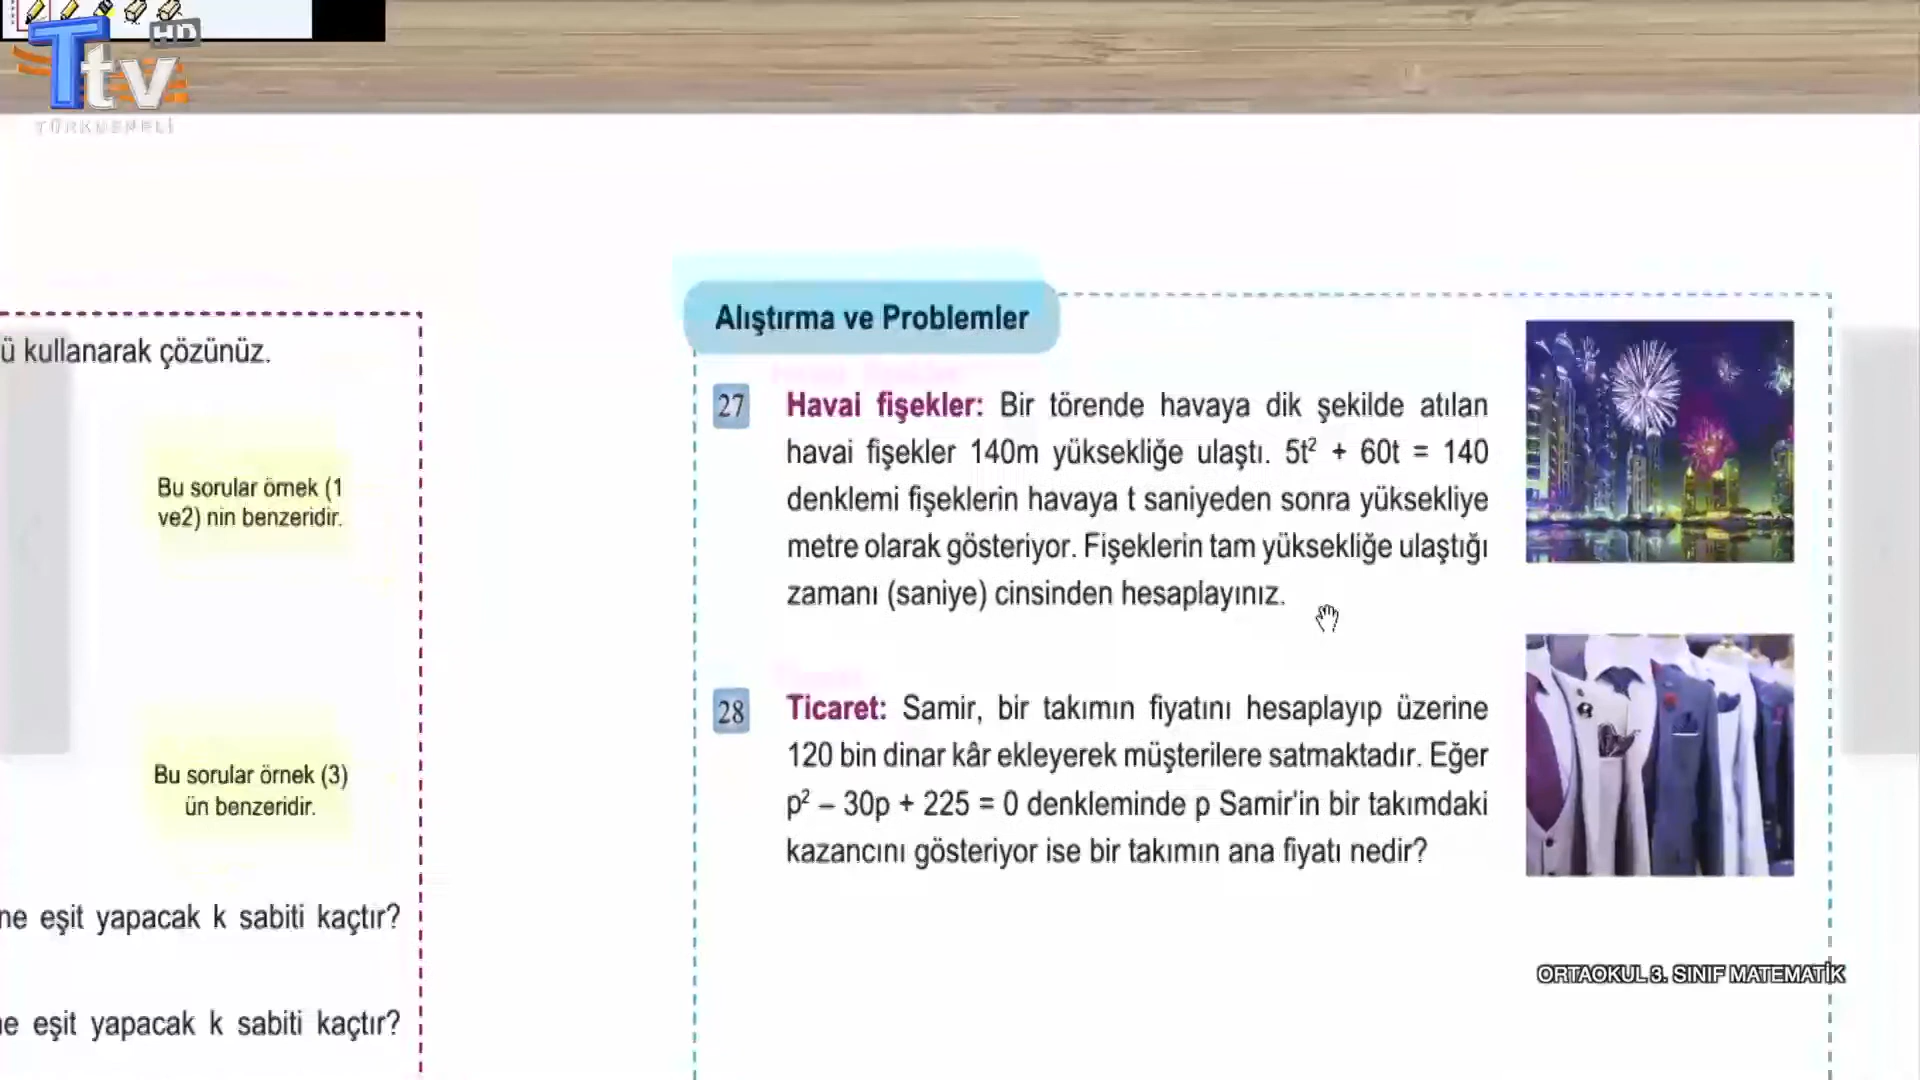 HD
Ttv
TÜRKMENELİ
ü kullanarak çözünüz.
Bu sorular örnek (1
ve2) nin benzeridir.
Bu sorular örnek (3)
ün benzeridir.
ne eşit yapacak k sabiti kaçtır?
ne eşit yapacak k sabiti kaçtır?
Alıştırma ve Problemler
27
Havai fişekler: Bir törende havaya dik şekilde atılan
havai fişekler 140m yüksekliğe ulaştı. 5t² + 60t = 140
denklemi fişeklerin havaya t saniyeden sonra yüksekliye
metre olarak gösteriyor. Fişeklerin tam yüksekliğe ulaştığı
zamanı (saniye) cinsinden hesaplayınız.
28
Ticaret: Samir, bir takımın fiyatını hesaplayıp üzerine
120 bin dinar kâr ekleyerek müşterilere satmaktadır. Eğer
p² – 30p + 225 = 0 denkleminde p Samir'in bir takımdaki
kazancını gösteriyor ise bir takımın ana fiyatı nedir?
ORTAOKUL 3. SINIF MATEMATİK